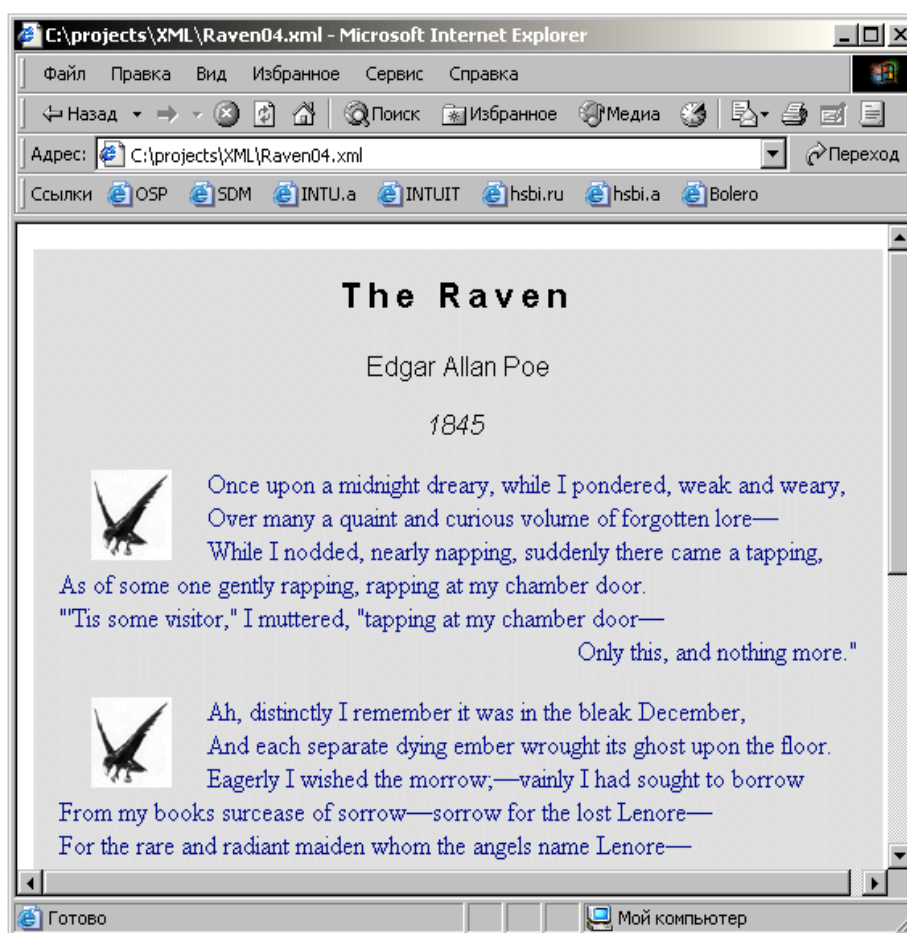 C:\projects\XML\Raven04.xml - Microsoft Internet Explorer
Файл Правка Вид Избранное Сервис Справка
Назад Поиск Избранное Медиа
Адрес: C:\projects\XML\Raven04.xml Переход
Ссылки OSP SDM INTU.a INTUIT hsbi.ru hsbi.a Bolero
The Raven
Edgar Allan Poe
1845
Once upon a midnight dreary, while I pondered, weak and weary,
Over many a quaint and curious volume of forgotten lore—
While I nodded, nearly napping, suddenly there came a tapping,
As of some one gently rapping, rapping at my chamber door.
"'Tis some visitor," I muttered, "tapping at my chamber door—
Only this, and nothing more."
Ah, distinctly I remember it was in the bleak December,
And each separate dying ember wrought its ghost upon the floor.
Eagerly I wished the morrow;—vainly I had sought to borrow
From my books surcease of sorrow—sorrow for the lost Lenore—
For the rare and radiant maiden whom the angels name Lenore—
Готово Мой компьютер